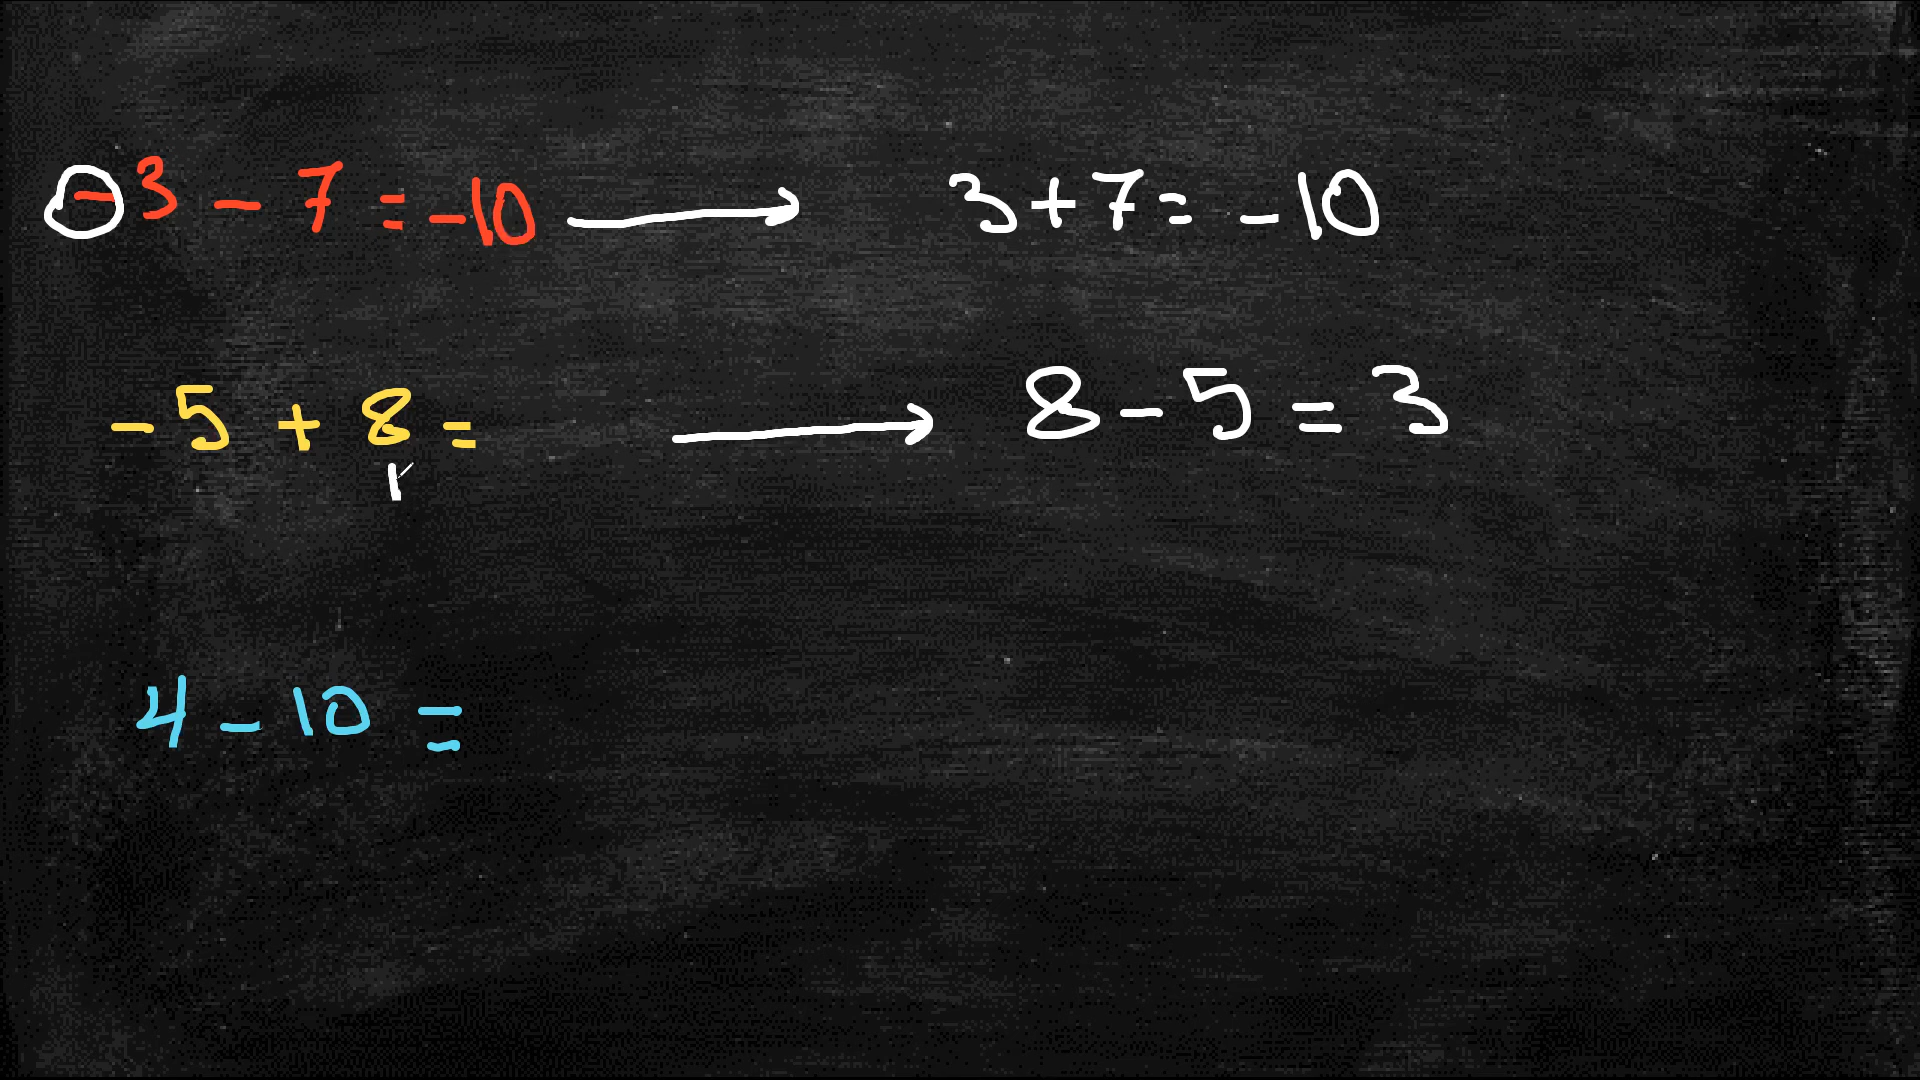 -3 - 7 = -10 → 3 + 7 = -10
-5 + 8 = → 8 - 5 = 3
4 - 10 =